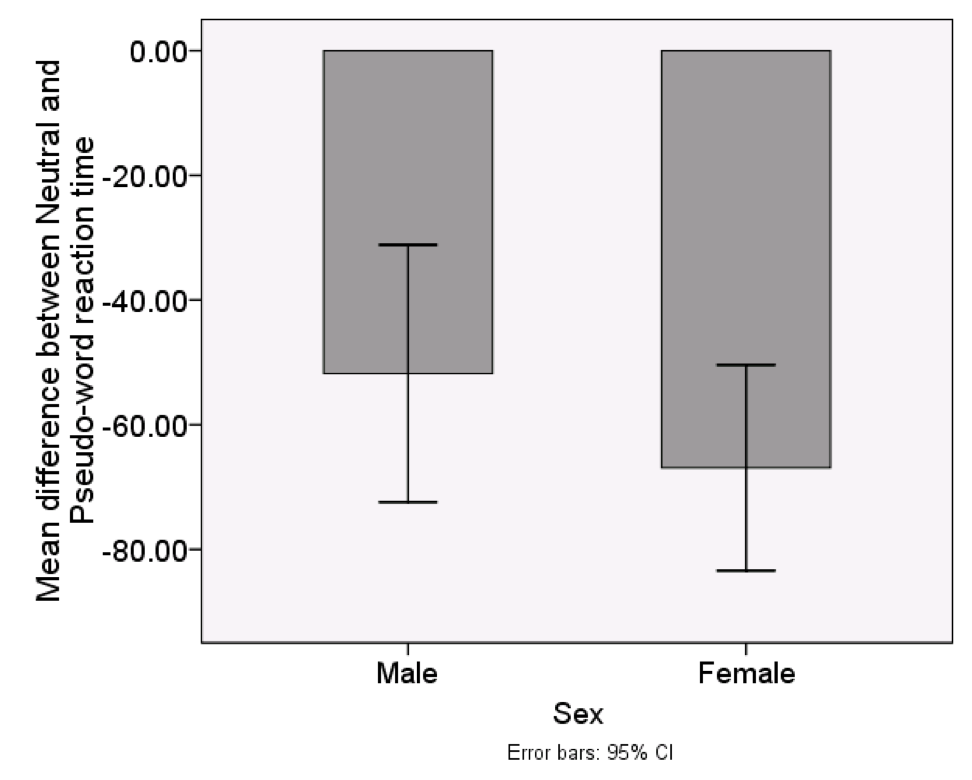 Mean difference between Neutral and
Pseudo-word reaction time
0.00
-20.00
-40.00
-60.00
-80.00
Male
Female
Sex
Error bars: 95% CI